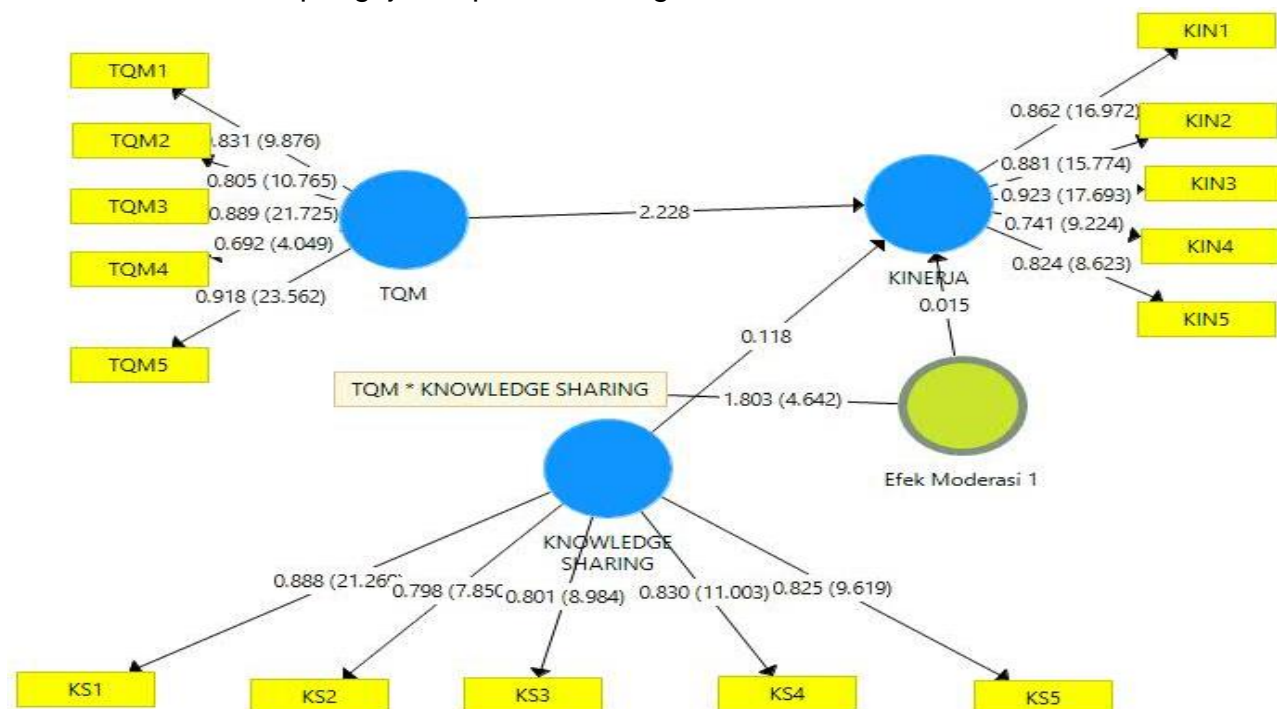 KIN1
TQM1
0.862 (16.972)
KIN2
TQM2
.831 (9.876)
0.881 (15.774)
0.805 (10.765)
KIN3
TQM3
0.889 (21.725)
2.228
0.923 (17.693)
0.692 (4.049)
0.741 (9.224)
KIN4
TQM4
0.824 (8.623)
KINERJA
0.918 (23.562)
TQM
0.015
KIN5
0.118
TQM5
TQM * KNOWLEDGE SHARING
1.803 (4.642)
Efek Moderasi 1
KNOWLEDGE
SHARING
0.888
0.798
0.801 (8.984)
0.830 (11.003)
0.825 (9.619)
KS1
KS2
KS3
KS4
KS5